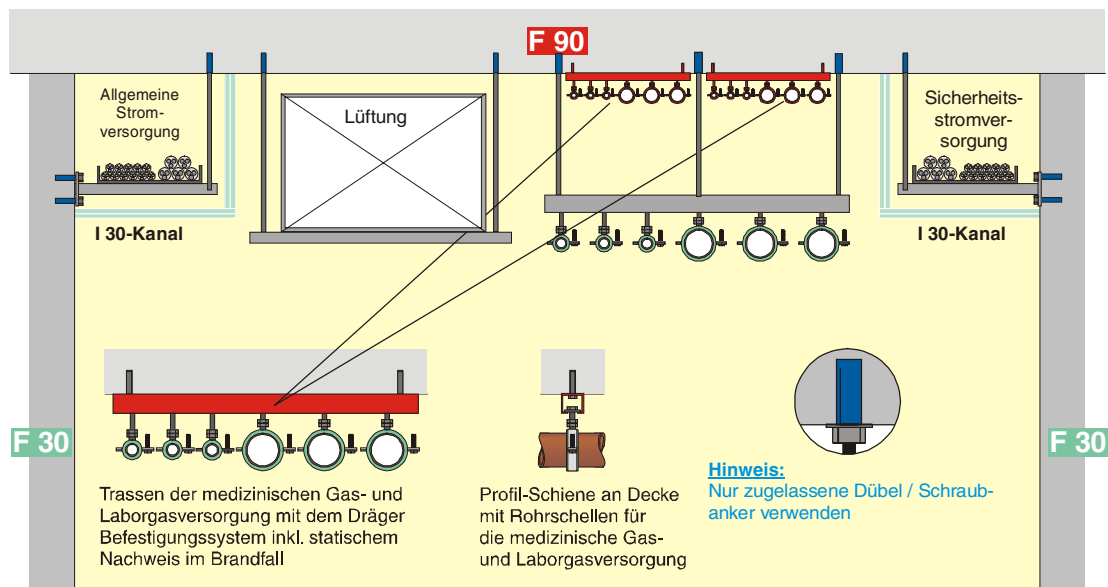 F 90
Allgemeine
Strom-
versorgung
Lüftung
Sicherheits-
stromver-
sorgung
I 30-Kanal
I 30-Kanal
F 30
F 30
Trassen der medizinischen Gas- und
Laborgasversorgung mit dem Dräger
Befestigungssystem inkl. statischem
Nachweis im Brandfall
Profil-Schiene an Decke
mit Rohrschellen für
die medizinische Gas-
und Laborgasversorgung
Hinweis:
Nur zugelassene Dübel / Schraub-
anker verwenden